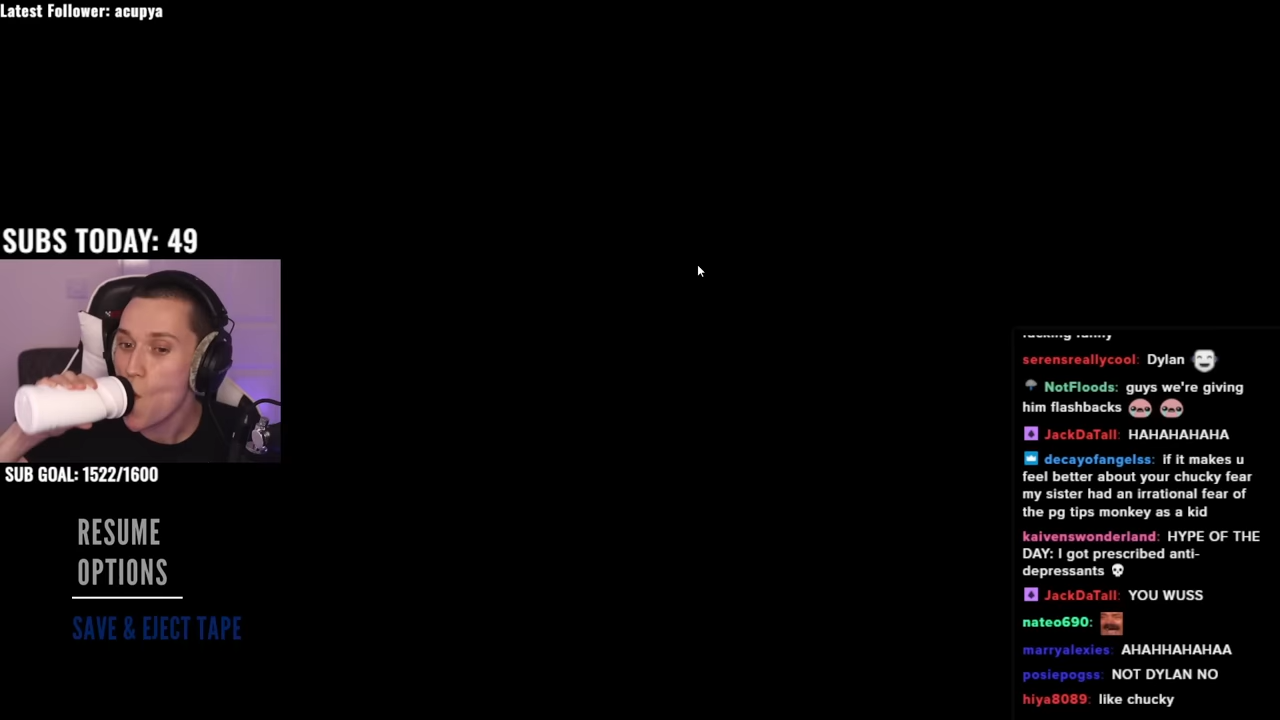 Latest Follower: acupya
SUBS TODAY: 49
SUB GOAL: 1522/1600
RESUME
OPTIONS
SAVE & EJECT TAPE
fucking funny
serensreallycool: Dylan
NotFloods: guys we're giving
him flashbacks
JackDaTall: HAHAHAHAHA
decayofangelss: if it makes u
feel better about your chucky fear
my sister had an irrational fear of
the pg tips monkey as a kid
kaivenswonderland: HYPE OF THE
DAY: I got prescribed anti-
depressants
JackDaTall: YOU WUSS
nateo690:
marryalexies: AHAHHAHAHAA
posiepogss: NOT DYLAN NO
hiya8089: like chucky